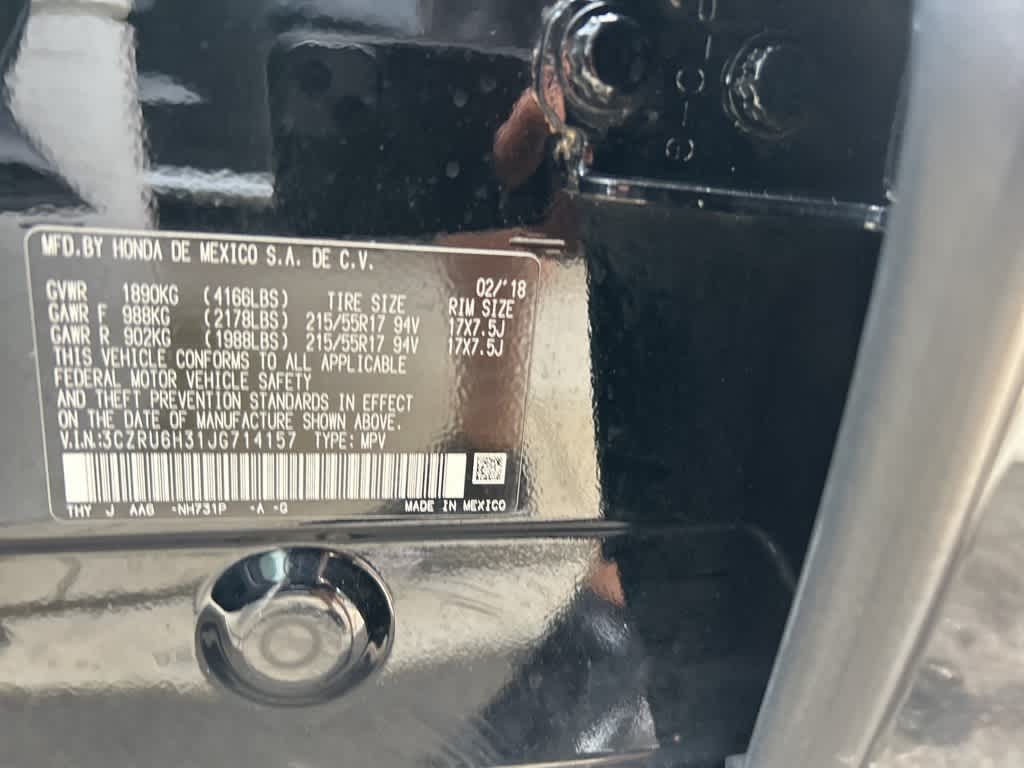 MFD.BY HONDA DE MEXICO S.A. DE C.V.
02/'18
GVWR 1890KG (4166LBS) TIRE SIZE RIM SIZE
GAWR F 988KG (2178LBS) 215/55R17 94V 17X7.5J
GAWR R 902KG (1988LBS) 215/55R17 94V 17X7.5J
THIS VEHICLE CONFORMS TO ALL APPLICABLE
FEDERAL MOTOR VEHICLE SAFETY
AND THEFT PREVENTION STANDARDS IN EFFECT
ON THE DATE OF MANUFACTURE SHOWN ABOVE.
V.I.N:3CZRU6H31JG714157 TYPE: MPV
THY J AA6 -NH731P -A -G MADE IN MEXICO